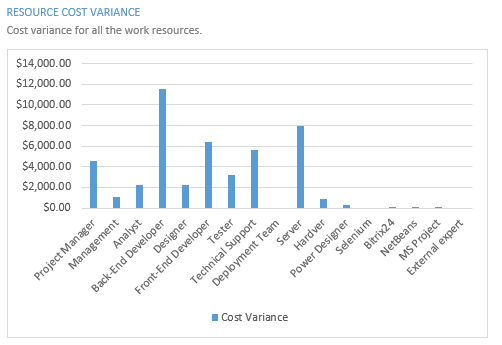 RESOURCE COST VARIANCE
Cost variance for all the work resources.
$14,000.00
$12,000.00
$10,000.00
$8,000.00
$6,000.00
$4,000.00
$2,000.00
$0.00
Project Manager
Management
Analyst
Back-End Developer
Designer
Front-End Developer
Tester
Technical Support
Deployment Team
Server
Hardver
Power Designer
Selenium
Bitrix24
NetBeans
MS Project
External expert
Cost Variance